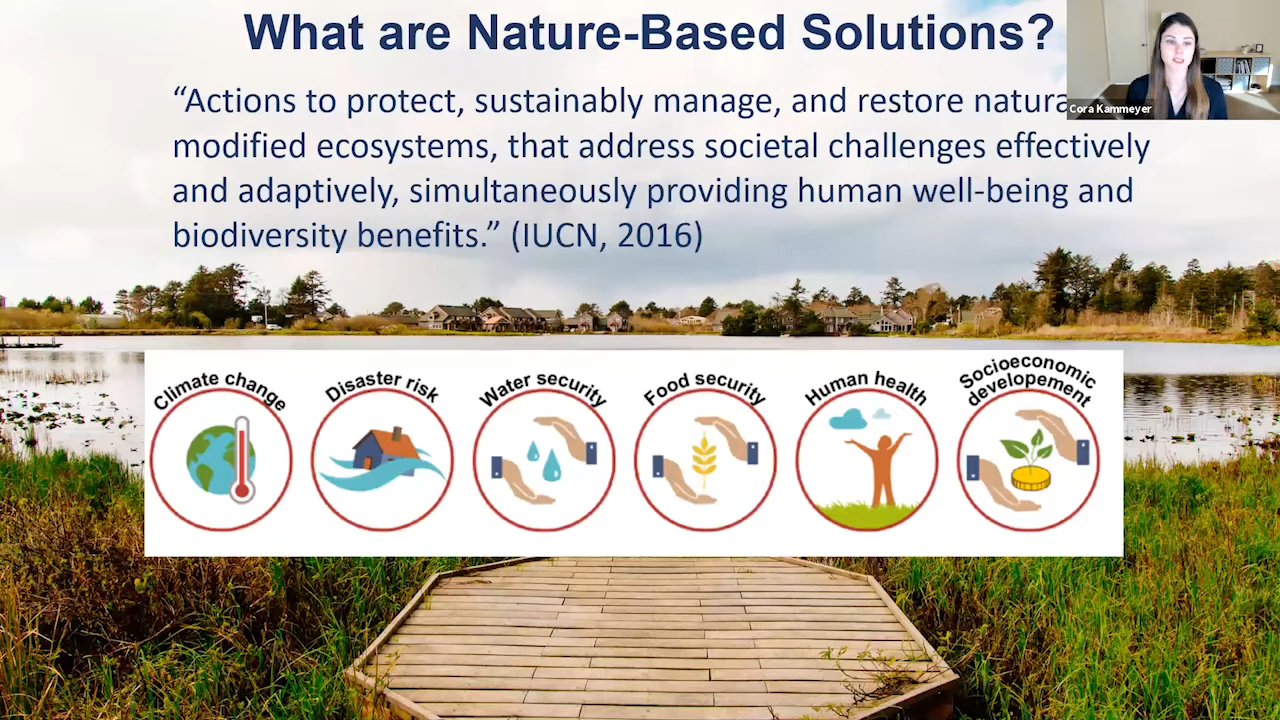 What are Nature-Based Solutions?
Cora Kammeyer
“Actions to protect, sustainably manage, and restore natura
modified ecosystems, that address societal challenges effectively
and adaptively, simultaneously providing human well-being and
biodiversity benefits.” (IUCN, 2016)
Climate change
Disaster risk
Water security
Food security
Human health
Socioeconomic
developement